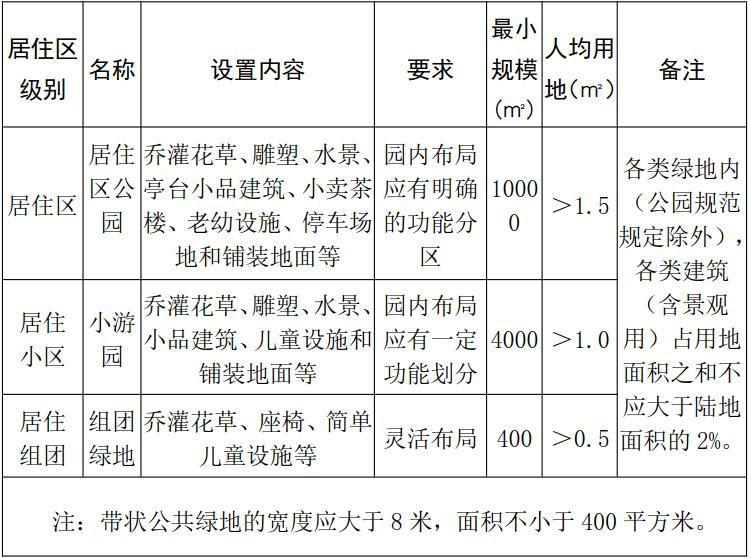 居住区
级别
名称
设置内容
要求
最小
规模
(㎡)
人均用
地(㎡)
备注
居住区
居住
区公
园
乔灌花草、雕塑、水景、
亭台小品建筑、小卖茶
楼、老幼设施、停车场
地和铺装地面等
园内布局
应有明确
的功能分
区
1000
0
＞1.5
各类绿地内
（公园规范
规定除外），
各类建筑
（含景观
用）占用地
面积之和不
应大于陆地
面积的 2%。
居住
小区
小游
园
乔灌花草、雕塑、水景、
小品建筑、儿童设施和
铺装地面等
园内布局
应有一定
功能划分
4000
＞1.0
居住
组团
组团
绿地
乔灌花草、座椅、简单
儿童设施等
灵活布局
400
＞0.5
注：带状公共绿地的宽度应大于 8 米，面积不小于 400 平方米。